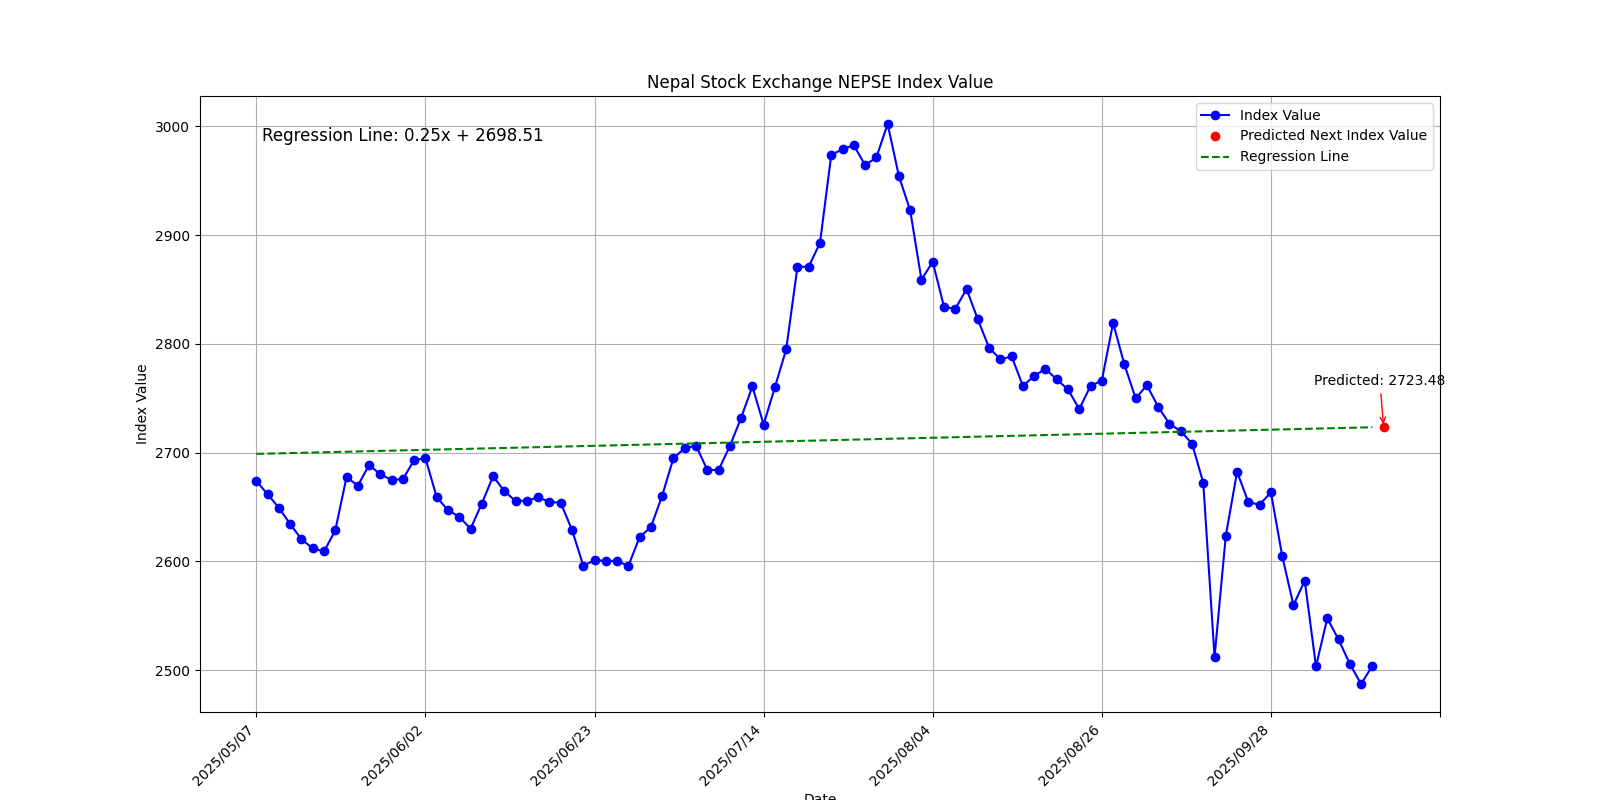 Nepal Stock Exchange NEPSE Index Value
Regression Line: 0.25x + 2698.51
Index Value
Predicted Next Index Value
Regression Line
3000
2900
2800
2700
2600
2500
Index Value
Predicted: 2723.48
2025/05/07
2025/06/02
2025/06/23
2025/07/14
2025/08/04
2025/08/26
2025/09/28
Date